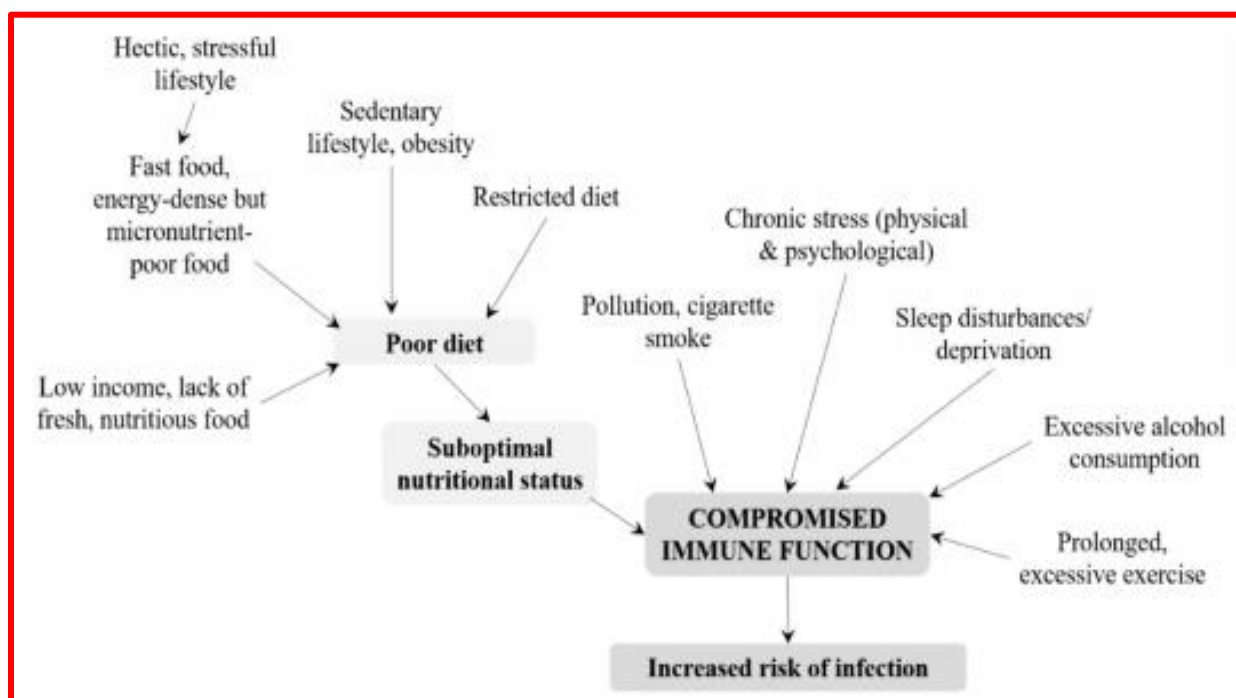 Hectic, stressful
lifestyle
Sedentary
lifestyle, obesity
Fast food,
energy-dense but
micronutrient-
poor food
Restricted diet
Chronic stress (physical
& psychological)
Pollution, cigarette
smoke
Sleep disturbances/
deprivation
Poor diet
Low income, lack of
fresh, nutritious food
Suboptimal
nutritional status
Excessive alcohol
consumption
COMPROMISED
IMMUNE FUNCTION
Prolonged,
excessive exercise
Increased risk of infection